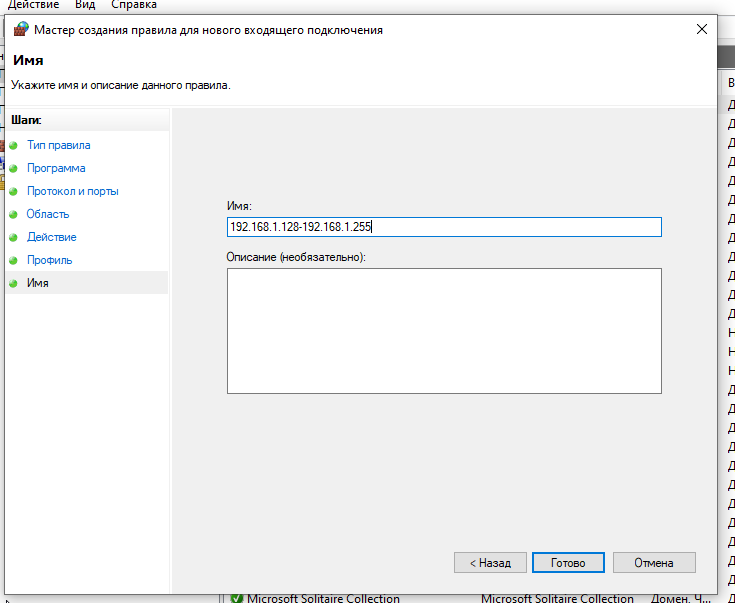 Действие Вид Справка
Мастер создания правила для нового входящего подключения
Имя
Укажите имя и описание данного правила.
Шаги:
Тип правила
Программа
Протокол и порты
Область
Действие
Профиль
Имя
Имя:
192.168.1.128-192.168.1.255
Описание (необязательно):
< Назад
Готово
Отмена
Microsoft Solitaire Collection Microsoft Solitaire Collection Домен, Ч...